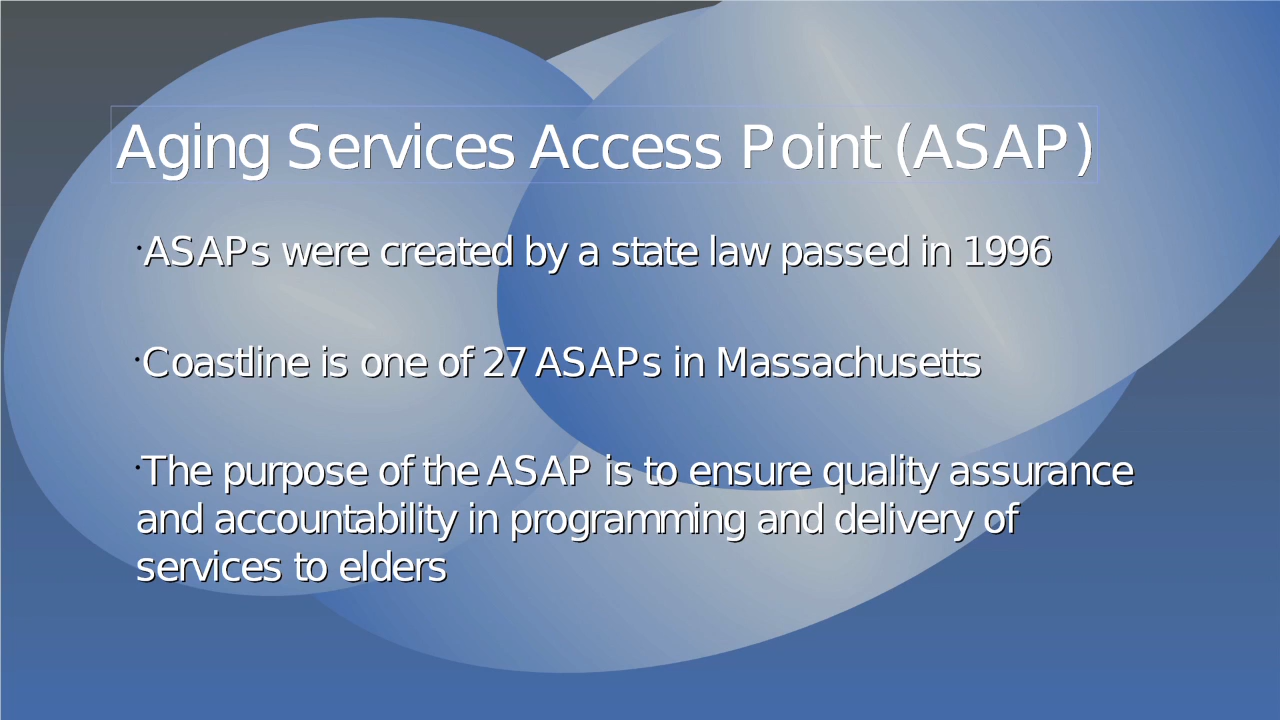 Aging Services Access Point (ASAP)
•ASAPs were created by a state law passed in 1996
•Coastline is one of 27 ASAPs in Massachusetts
•The purpose of the ASAP is to ensure quality assurance
and accountability in programming and delivery of
services to elders